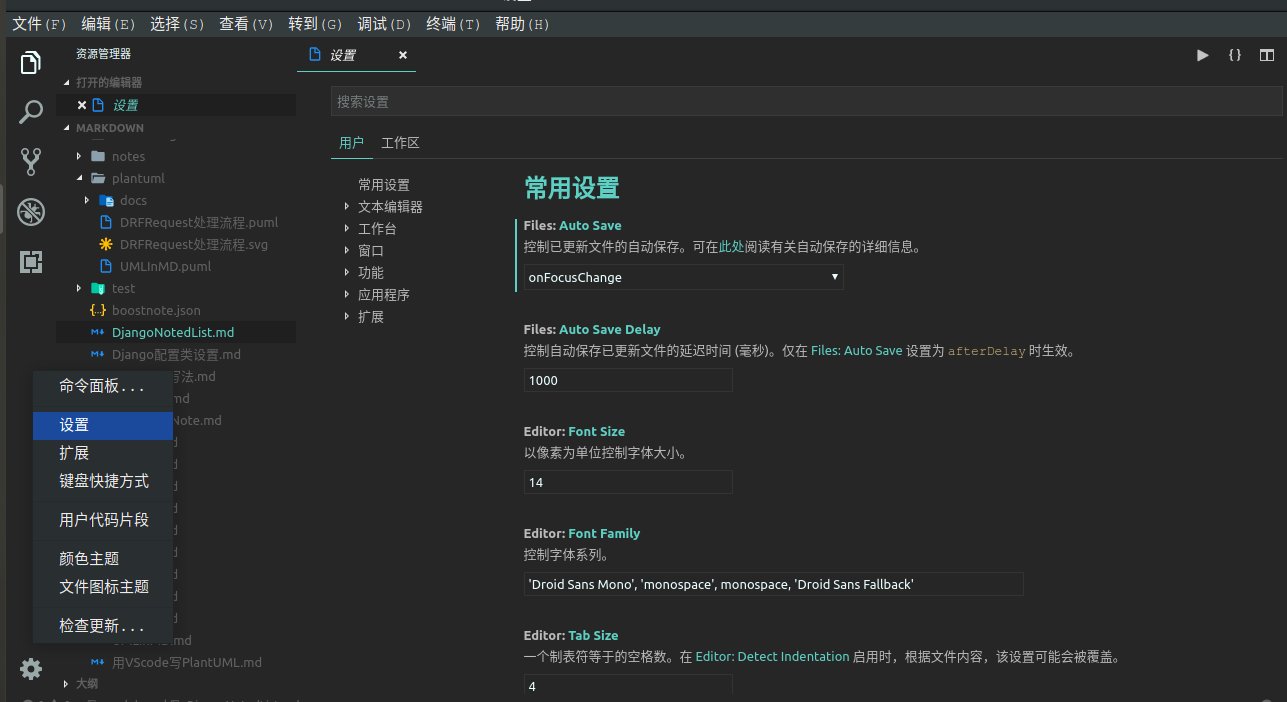 文件(F) 编辑(E) 选择(S) 查看(V) 转到(G) 调试(D) 终端(T) 帮助(H)
资源管理器
打开的编辑器
设置
MARKDOWN
notes
plantuml
docs
DRFRequest处理流程.puml
DRFRequest处理流程.svg
UMLInMD.puml
test
boostnote.json
DjangoNotedList.md
Django配置类设置.md
写法.md
md
Note.md
md
用VScode写PlantUML.md
大纲
命令面板...
设置
扩展
键盘快捷方式
用户代码片段
颜色主题
文件图标主题
检查更新...
设置
搜索设置
用户 工作区
常用设置
文本编辑器
工作台
窗口
功能
应用程序
扩展
常用设置
Files: Auto Save
控制已更新文件的自动保存。可在此处阅读有关自动保存的详细信息。
onFocusChange
Files: Auto Save Delay
控制自动保存已更新文件的延迟时间 (毫秒)。仅在 Files: Auto Save 设置为 afterDelay 时生效。
1000
Editor: Font Size
以像素为单位控制字体大小。
14
Editor: Font Family
控制字体系列。
'Droid Sans Mono', 'monospace', monospace, 'Droid Sans Fallback'
Editor: Tab Size
一个制表符等于的空格数。在 Editor: Detect Indentation 启用时，根据文件内容，该设置可能会被覆盖。
4